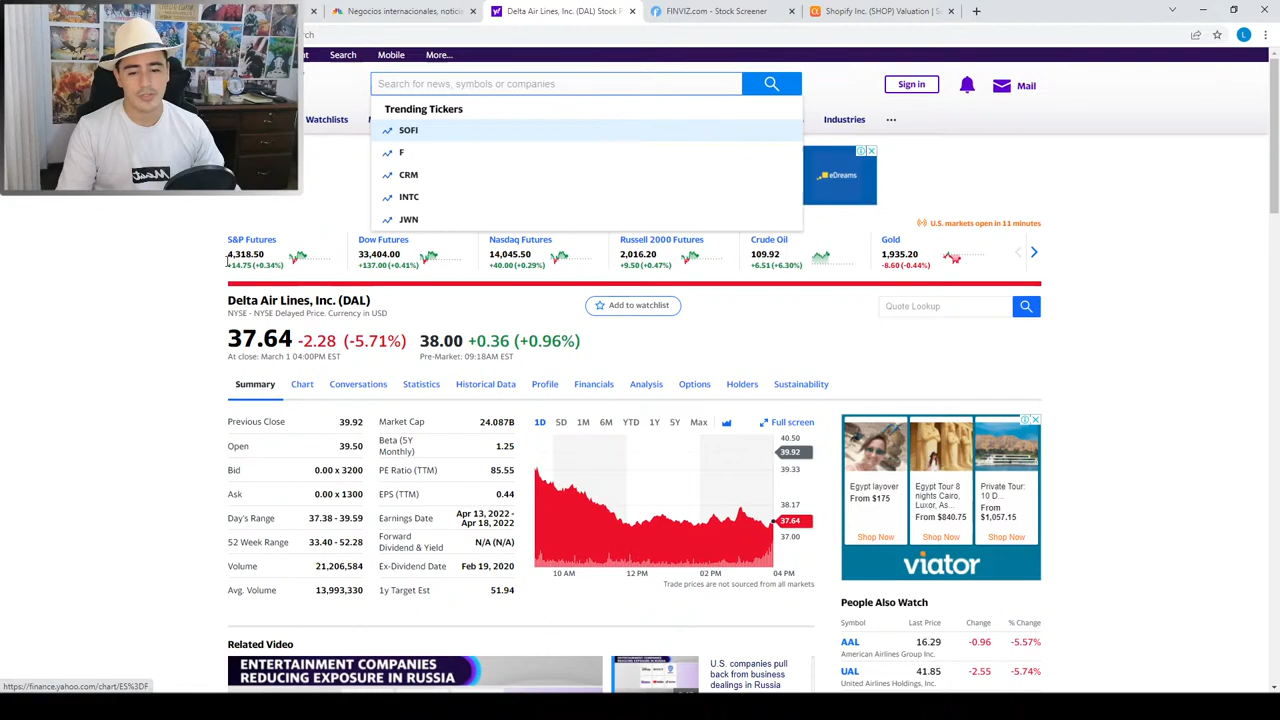 Negocios internacionales, noticia
Delta Air Lines, Inc. (DAL) Stock P
FINVIZ.com - Stock Screener
Shopify Inc. (SHOP) Valuation | Se
L
Search
Mobile
More...
Search for news, symbols or companies
Sign in
Mail
Trending Tickers
SOFI
F
CRM
INTC
JWN
Watchlists
Industries
eDreams
U.S. markets open in 11 minutes
S&P Futures
4,318.50
+14.75 (+0.34%)
Dow Futures
33,404.00
+137.00 (+0.41%)
Nasdaq Futures
14,045.50
+40.00 (+0.29%)
Russell 2000 Futures
2,016.20
+9.50 (+0.47%)
Crude Oil
109.92
+6.51 (+6.30%)
Gold
1,935.20
-8.60 (-0.44%)
Delta Air Lines, Inc. (DAL)
NYSE - NYSE Delayed Price. Currency in USD
Add to watchlist
Quote Lookup
37.64 -2.28 (-5.71%)
At close: March 1 04:00PM EST
38.00 +0.36 (+0.96%)
Pre-Market: 09:18AM EST
Summary Chart Conversations Statistics Historical Data Profile Financials Analysis Options Holders Sustainability
Previous Close 39.92
Open 39.50
Bid 0.00 x 3200
Ask 0.00 x 1300
Day's Range 37.38 - 39.59
52 Week Range 33.40 - 52.28
Volume 21,206,584
Avg. Volume 13,993,330
Market Cap 24.087B
Beta (5Y
Monthly) 1.25
PE Ratio (TTM) 85.55
EPS (TTM) 0.44
Earnings Date Apr 13, 2022 -
Apr 18, 2022
Forward
Dividend & Yield N/A (N/A)
Ex-Dividend Date Feb 19, 2020
1y Target Est 51.94
1D 5D 1M 6M YTD 1Y 5Y Max
Full screen
40.50
39.92
39.33
38.17
37.64
37.00
10 AM 12 PM 02 PM 04 PM
Trade prices are not sourced from all markets
Egypt layover
From $175
Shop Now
Egypt Tour 8
nights Cairo,
Luxor, As...
From $840.75
Shop Now
Private Tour:
10 D...
From
$1,057.15
Shop Now
viator
People Also Watch
Symbol Last Price Change % Change
AAL 16.29 -0.96 -5.57%
American Airlines Group Inc.
UAL 41.85 -2.55 -5.74%
United Airlines Holdings, Inc.
Related Video
ENTERTAINMENT COMPANIES
REDUCING EXPOSURE IN RUSSIA
U.S. companies pull
back from business
dealings in Russia
https://finance.yahoo.com/chart/ES%3DF